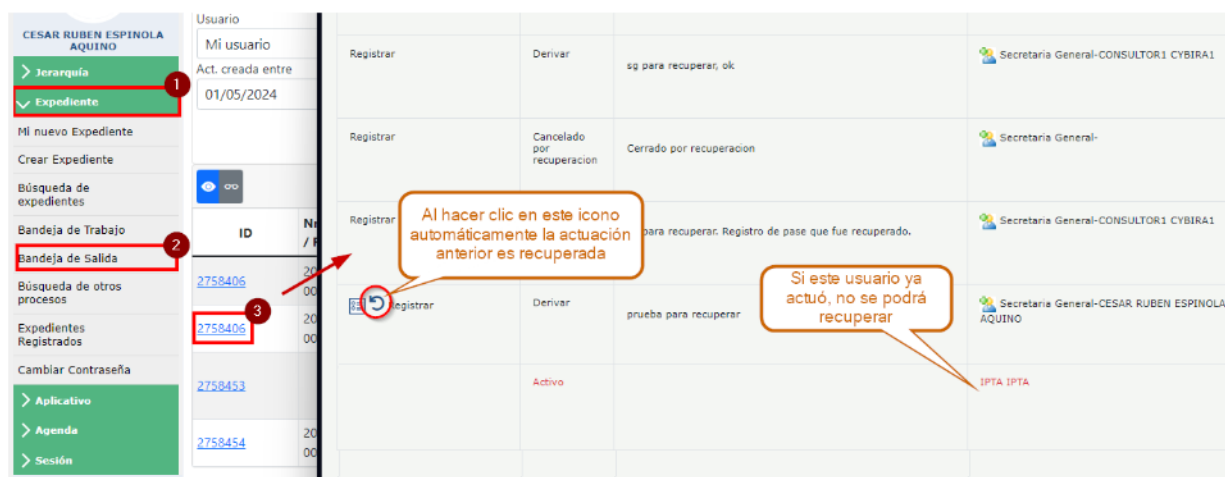 CESAR RUBEN ESPINOLA
AQUINO
Jerarquía
1
Expediente
Mi nuevo Expediente
Crear Expediente
Búsqueda de
expedientes
Bandeja de Trabajo
2
Bandeja de Salida
Búsqueda de otros
procesos
Expedientes
Registrados
Cambiar Contraseña
Aplicativo
Agenda
Sesión
Usuario
Mi usuario
Act. creada entre
01/05/2024
ID
2758406
3
2758406
20
00
2758453
2758454
20
00
Registrar
Derivar
sg para recuperar, ok
Secretaria General-CONSULTOR1 CYBIRA1
Registrar
Cancelado
por
recuperacion
Cerrado por recuperacion
Secretaria General-
Registrar
para recuperar. Registro de pase que fue recuperado.
Secretaria General-CONSULTOR1 CYBIRA1
Al hacer clic en este icono
automáticamente la actuación
anterior es recuperada
Registrar
Derivar
prueba para recuperar
Secretaria General-CESAR RUBEN ESPINOLA
AQUINO
Si este usuario ya
actuó, no se podrá
recuperar
Activo
IPTA IPTA